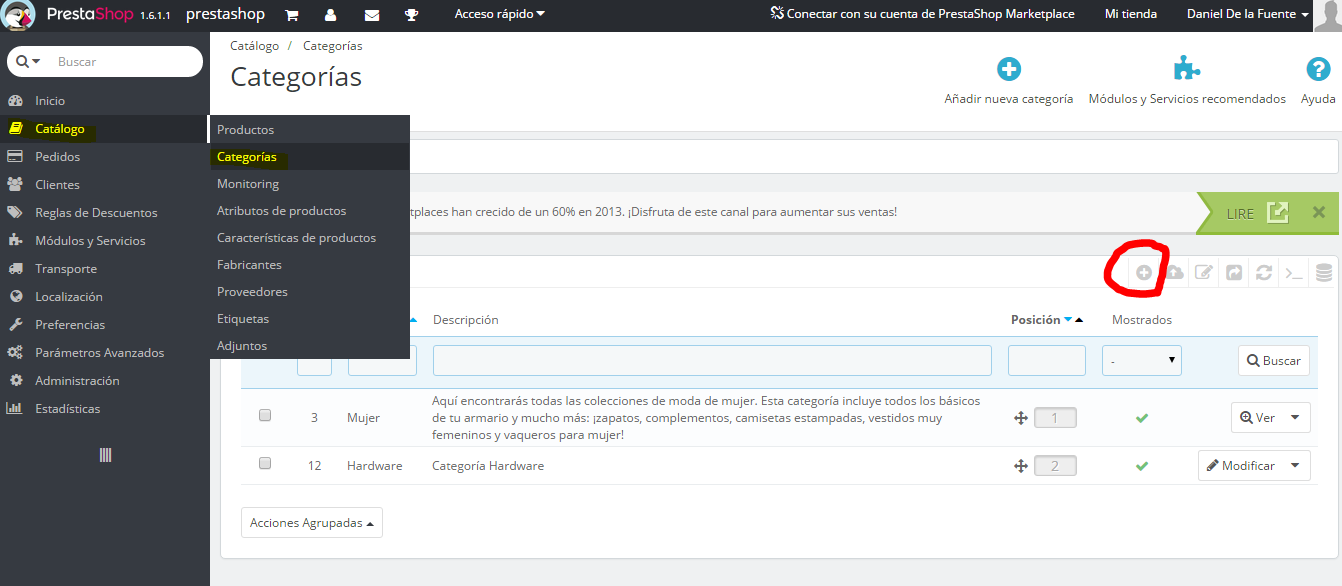 PrestaShop 1.6.1.1 prestashop Acceso rápido Conectar con su cuenta de PrestaShop Marketplace Mi tienda Daniel De la Fuente
Buscar
Inicio
Catálogo
Pedidos
Clientes
Reglas de Descuentos
Módulos y Servicios
Transporte
Localización
Preferencias
Parámetros Avanzados
Administración
Estadísticas
Productos
Categorías
Monitoring
Atributos de productos
Características de productos
Fabricantes
Proveedores
Etiquetas
Adjuntos
Catálogo / Categorías
Categorías
Añadir nueva categoría Módulos y Servicios recomendados Ayuda
tplaces han crecido de un 60% en 2013. ¡Disfruta de este canal para aumentar sus ventas! LIRE
Descripción Posición Mostrados
- Buscar
3 Mujer Aquí encontrarás todas las colecciones de moda de mujer. Esta categoría incluye todos los básicos
de tu armario y mucho más: ¡zapatos, complementos, camisetas estampadas, vestidos muy
femeninos y vaqueros para mujer! 1 Ver
12 Hardware Categoría Hardware 2 Modificar
Acciones Agrupadas